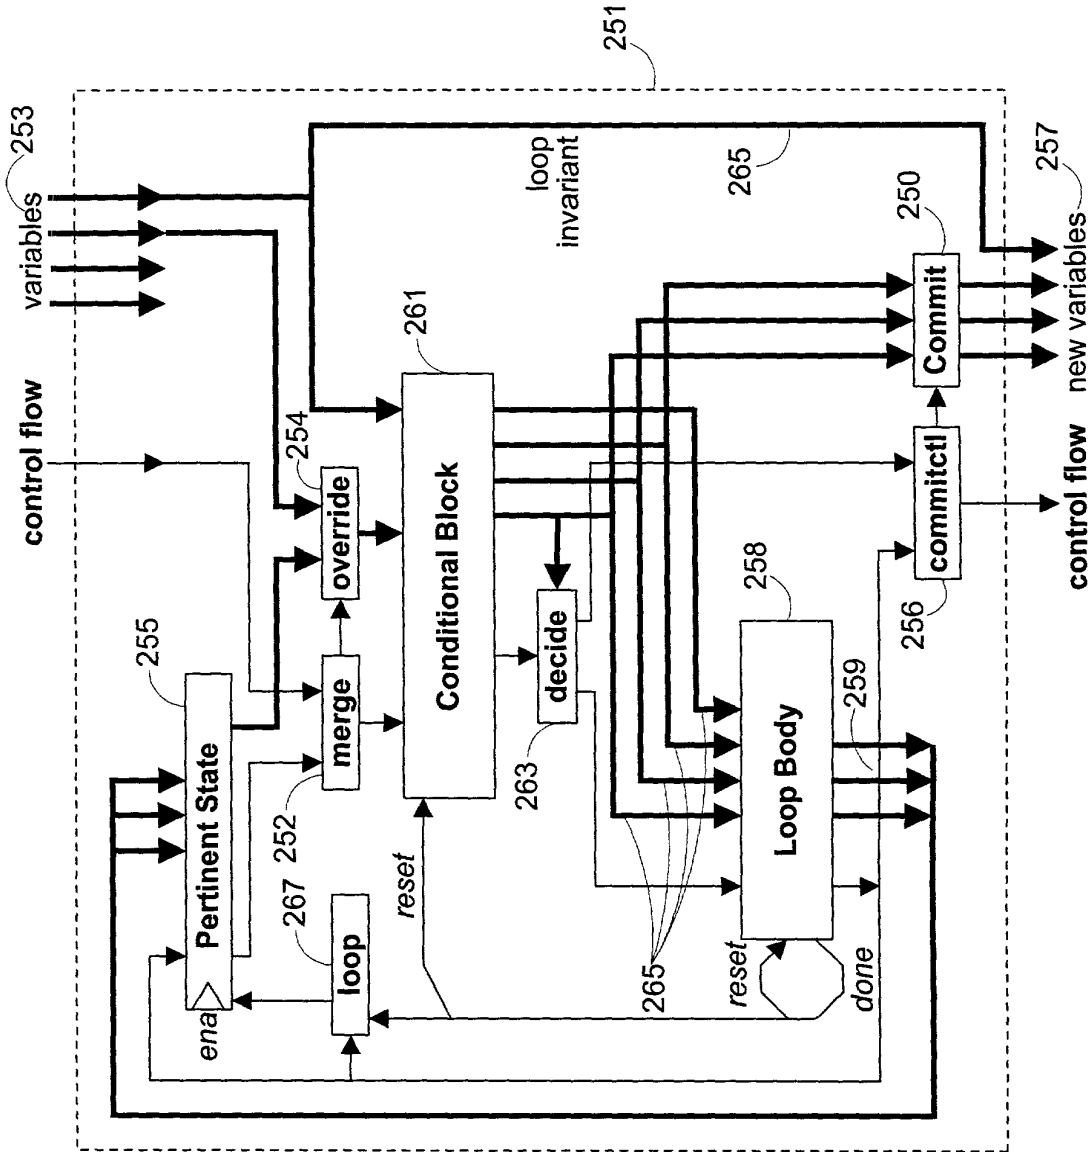 control flow
variables
253
251
255
Pertinent State
ena
254
override
merge
252
267
loop
reset
261
Conditional Block
loop
invariant
265
decide
263
258
Loop Body
265
reset
done
259
250
Commit
commitctl
256
control flow
new variables
257